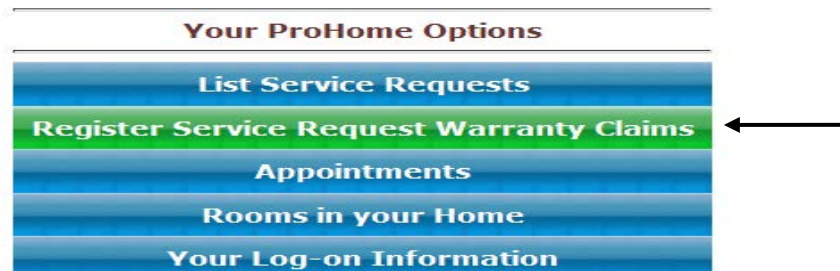 Your ProHome Options
List Service Requests
Register Service Request Warranty Claims
Appointments
Rooms in your Home
Your Log-on Information